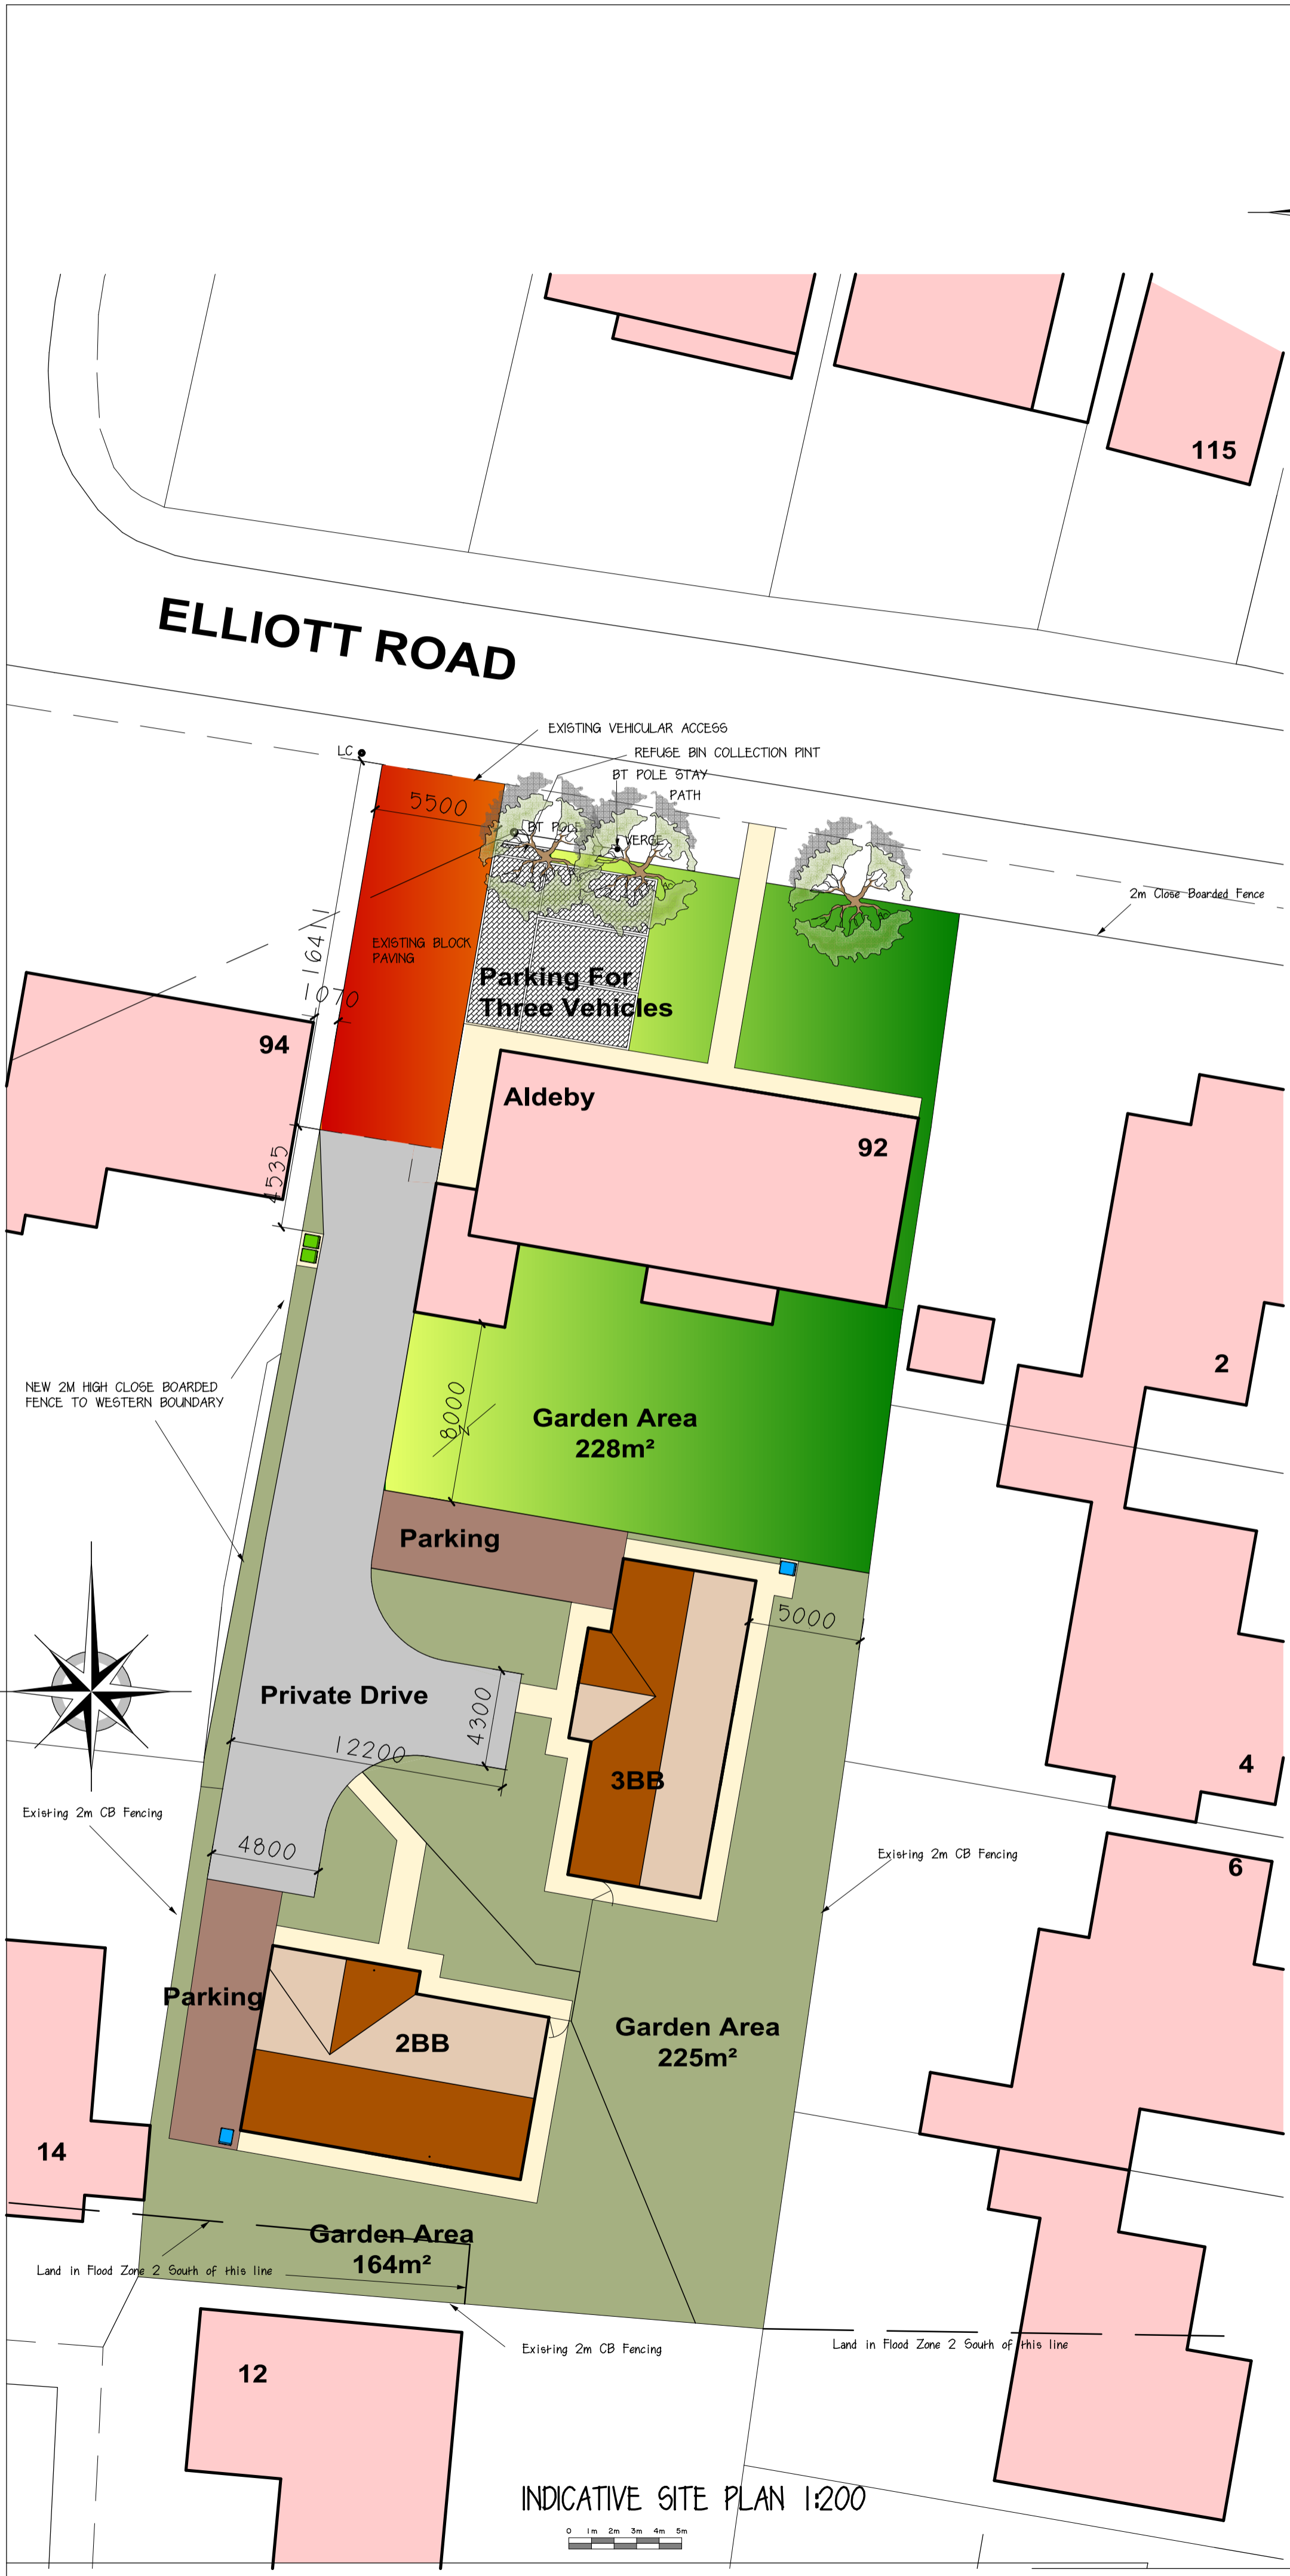 115
ELLIOTT ROAD
EXISTING VEHICULAR ACCESS
LC
REFUSE BIN COLLECTION PINT
BT POLE STAY
PATH
5500
BT POLE
VERGE
2m Close Boarded Fence
16411
EXISTING BLOCK
PAVING
Parking For
Three Vehicles
1070
94
Aldeby
92
4535
2
NEW 2M HIGH CLOSE BOARDED
FENCE TO WESTERN BOUNDARY
8000
Garden Area
228m²
Parking
5000
Private Drive
4300
12200
3BB
4
Existing 2m CB Fencing
4800
Existing 2m CB Fencing
6
Parking
2BB
Garden Area
225m²
14
Garden Area
164m²
Land in Flood Zone 2 South of this line
Existing 2m CB Fencing
Land in Flood Zone 2 South of this line
12
INDICATIVE SITE PLAN 1:200
0 1m 2m 3m 4m 5m